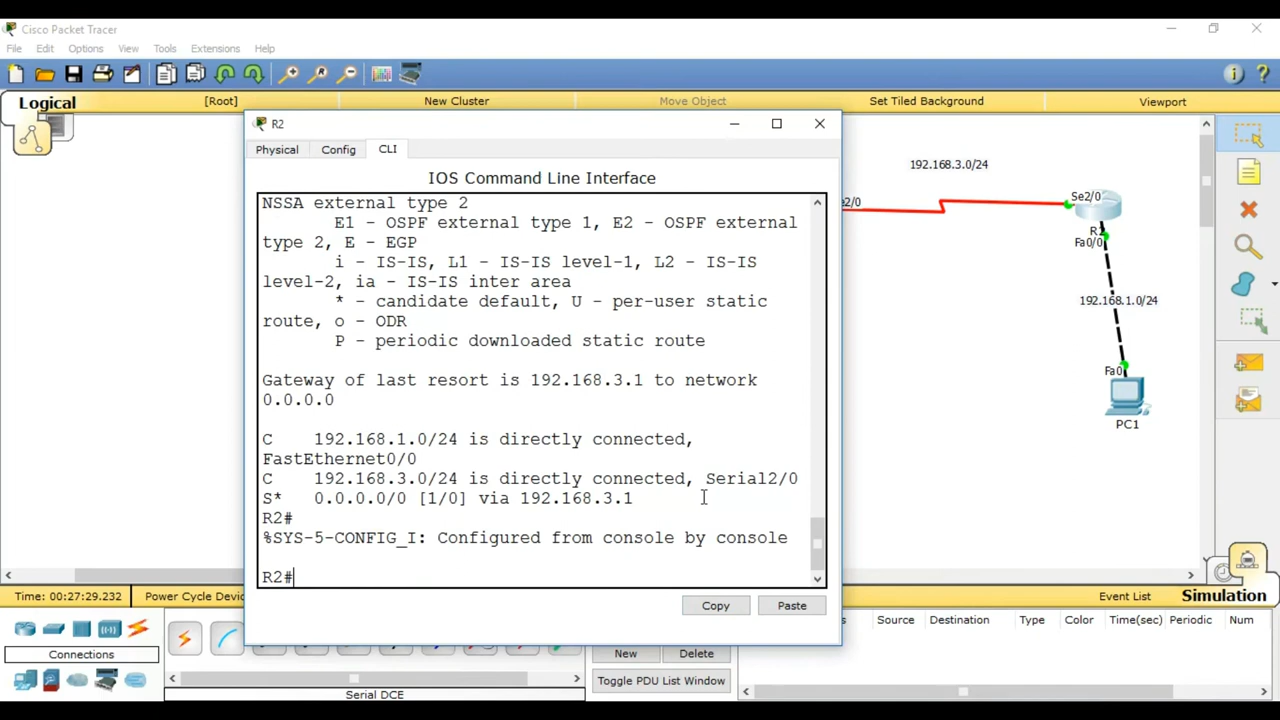 Cisco Packet Tracer
File Edit Options View Tools Extensions Help
Logical [Root] New Cluster Move Object Set Tiled Background Viewport
R2
Physical Config CLI
IOS Command Line Interface
NSSA external type 2
E1 - OSPF external type 1, E2 - OSPF external
type 2, E - EGP
i - IS-IS, L1 - IS-IS level-1, L2 - IS-IS
level-2, ia - IS-IS inter area
* - candidate default, U - per-user static
route, o - ODR
P - periodic downloaded static route
Gateway of last resort is 192.168.3.1 to network
0.0.0.0
C 192.168.1.0/24 is directly connected,
FastEthernet0/0
C 192.168.3.0/24 is directly connected, Serial2/0
S* 0.0.0.0/0 [1/0] via 192.168.3.1
R2#
%SYS-5-CONFIG_I: Configured from console by console
R2#
Copy Paste
192.168.3.0/24
e2/0
Se2/0
Fa0/0
192.168.1.0/24
Fa0
PC1
Time: 00:27:29.232 Power Cycle Devic
Event List Simulation
Connections
Serial DCE
New Delete
Toggle PDU List Window
Source Destination Type Color Time(sec) Periodic Num